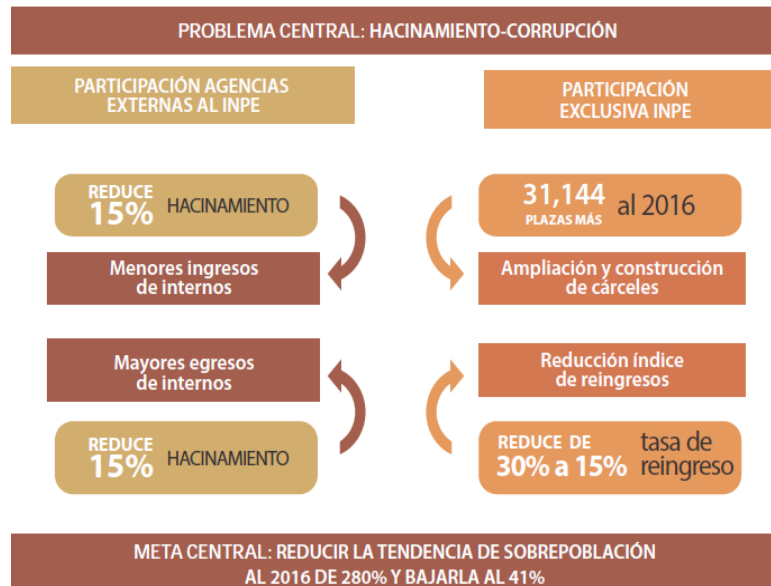 PROBLEMA CENTRAL: HACINAMIENTO-CORRUPCIÓN
PARTICIPACIÓN AGENCIAS
EXTERNAS AL INPE
PARTICIPACIÓN
EXCLUSIVA INPE
REDUCE
15% HACINAMIENTO
Menores ingresos
de internos
Mayores egresos
de internos
REDUCE
15% HACINAMIENTO
31,144
PLAZAS MÁS al 2016
Ampliación y construcción
de cárceles
Reducción índice
de reingresos
REDUCE DE
30% a 15%
tasa de
reingreso
META CENTRAL: REDUCIR LA TENDENCIA DE SOBREPOBLACIÓN
AL 2016 DE 280% Y BAJARLA AL 41%